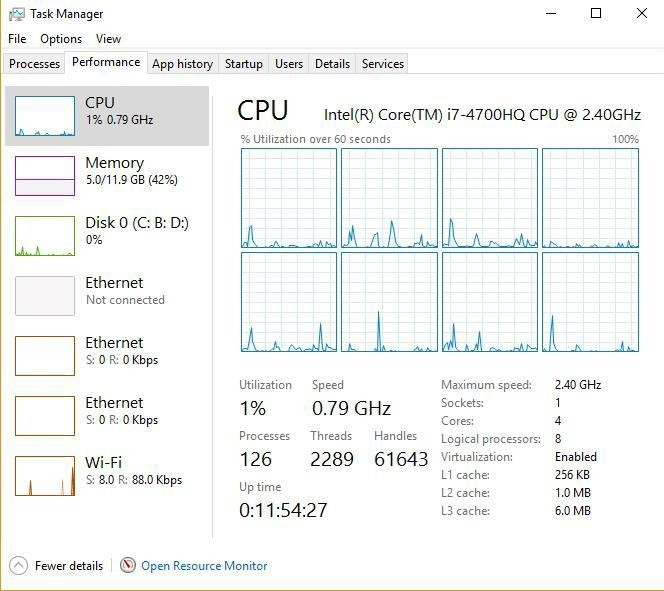 Task Manager
File Options View
Processes Performance App history Startup Users Details Services
CPU
1% 0.79 GHz
Memory
5.0/11.9 GB (42%)
Disk 0 (C: B: D:)
0%
Ethernet
Not connected
Ethernet
S: 0 R: 0 Kbps
Ethernet
S: 0 R: 0 Kbps
Wi-Fi
S: 8.0 R: 88.0 Kbps
CPU Intel(R) Core(TM) i7-4700HQ CPU @ 2.40GHz
% Utilization over 60 seconds 100%
Utilization Speed
1% 0.79 GHz
Processes Threads Handles
126 2289 61643
Up time
0:11:54:27
Maximum speed: 2.40 GHz
Sockets: 1
Cores: 4
Logical processors: 8
Virtualization: Enabled
L1 cache: 256 KB
L2 cache: 1.0 MB
L3 cache: 6.0 MB
Fewer details Open Resource Monitor